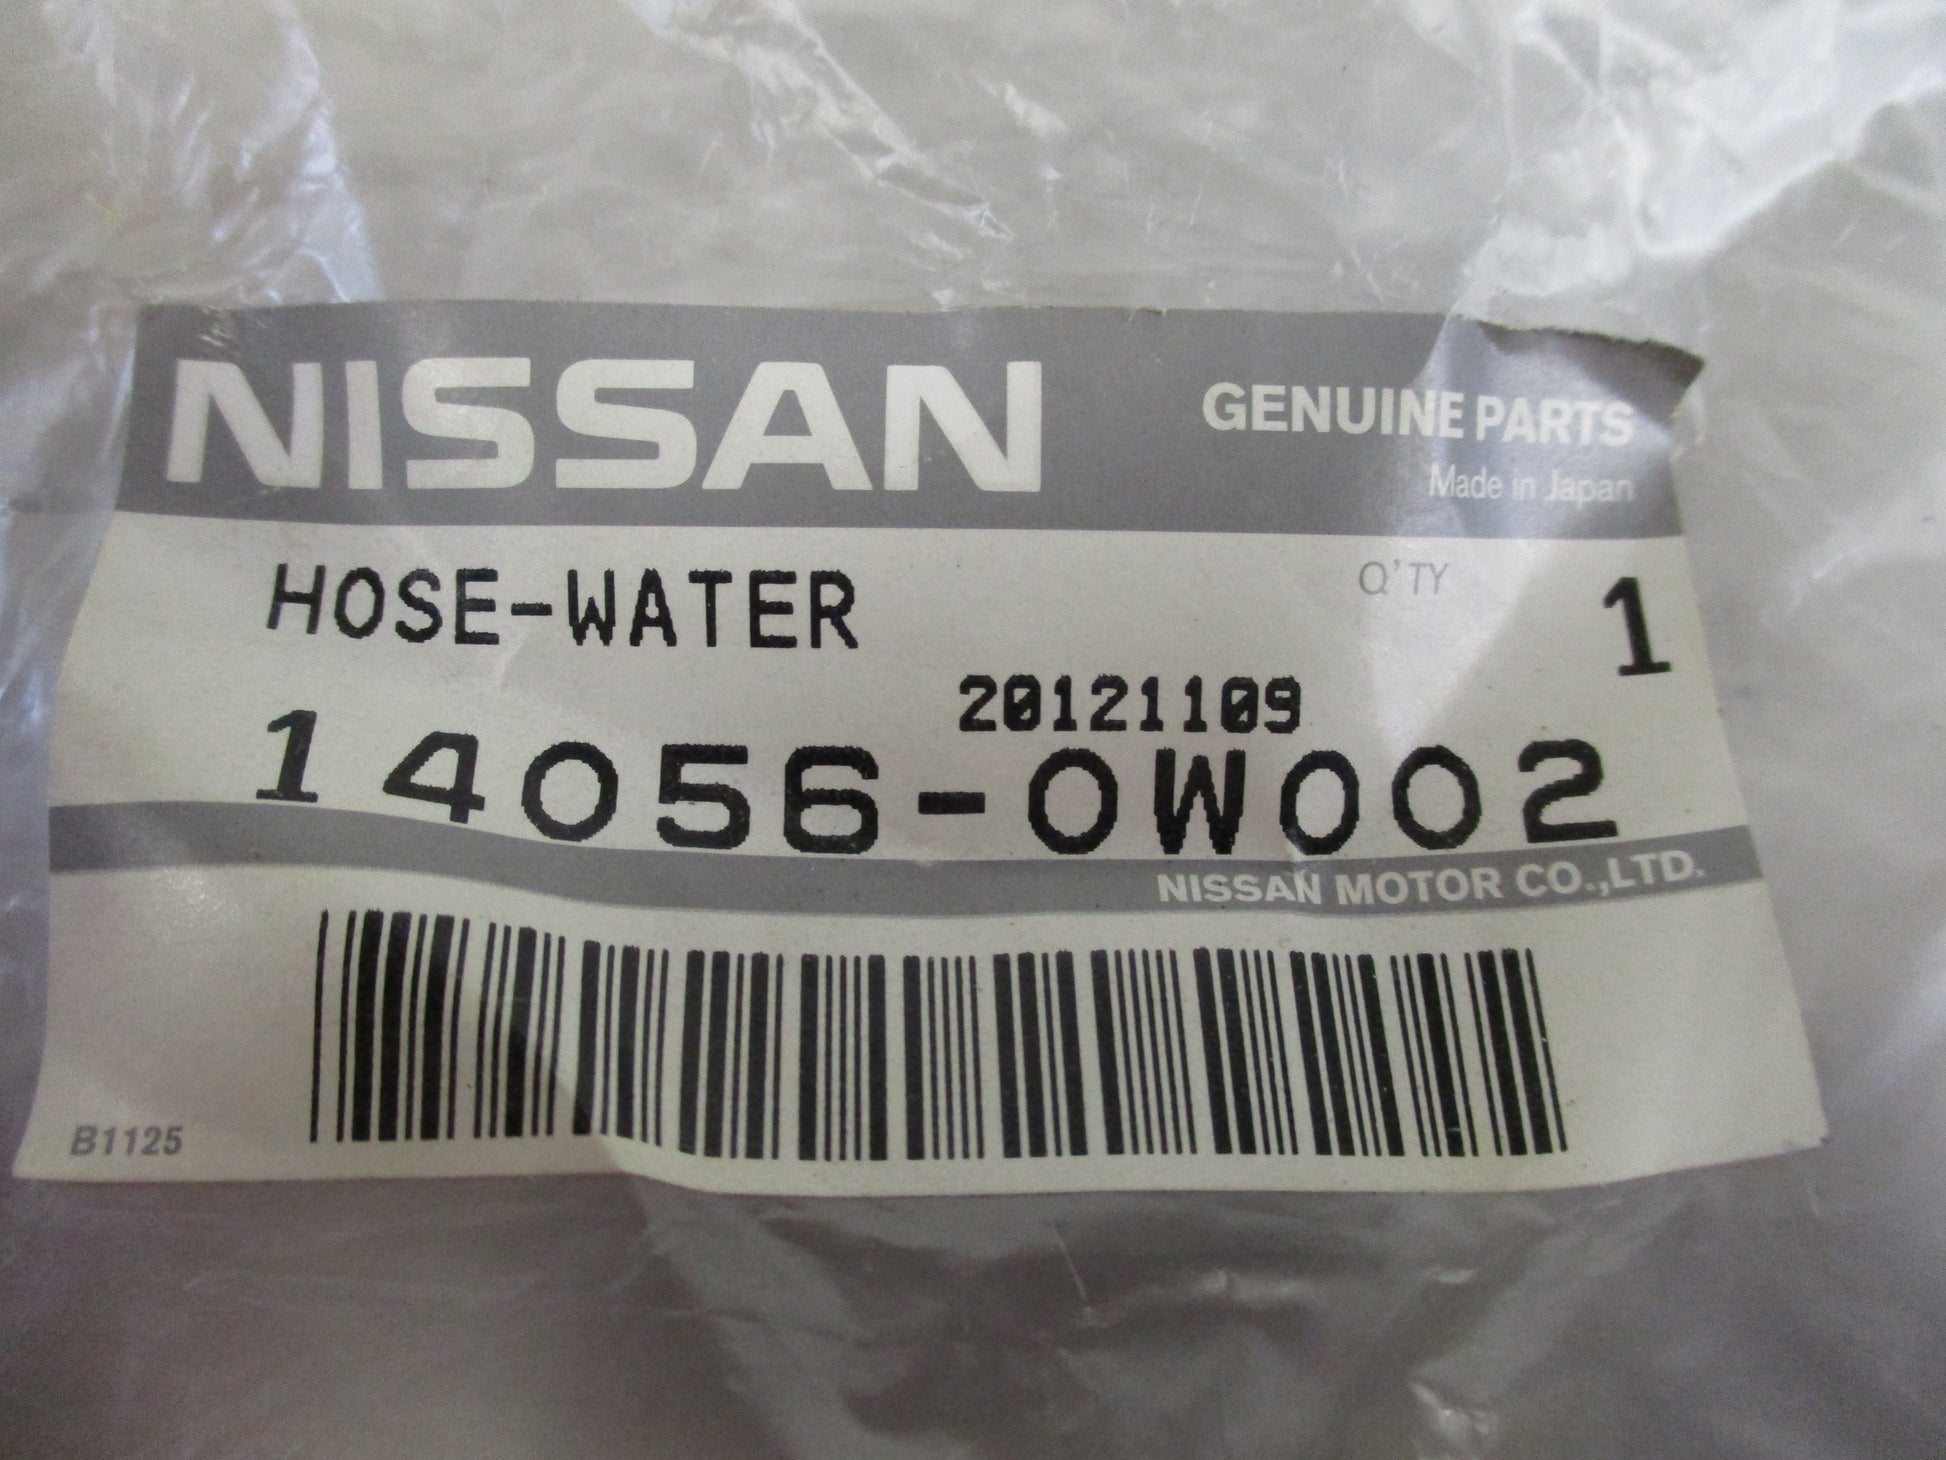 NISSAN
GENUINE PARTS
Made in Japan
HOSE-WATER
Q'TY 1
20121109
14056-0W002
NISSAN MOTOR CO.,LTD.
B1125